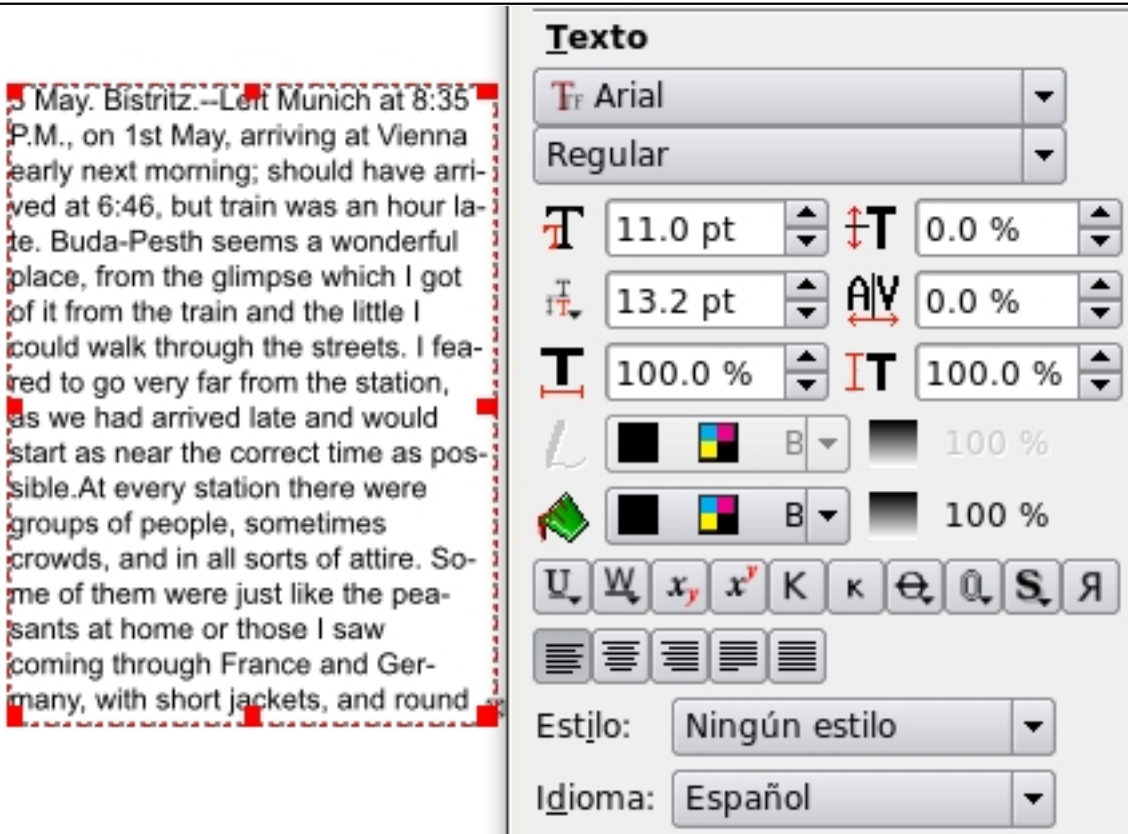 3 May. Bistritz.--Left Munich at 8:35
P.M., on 1st May, arriving at Vienna
early next morning; should have arri-
ved at 6:46, but train was an hour la-
te. Buda-Pesth seems a wonderful
place, from the glimpse which I got
of it from the train and the little I
could walk through the streets. I fea-
red to go very far from the station,
as we had arrived late and would
start as near the correct time as pos-
sible.At every station there were
groups of people, sometimes
crowds, and in all sorts of attire. So-
me of them were just like the pea-
sants at home or those I saw
coming through France and Ger-
many, with short jackets, and round
Texto
Arial
Regular
11.0 pt 0.0 %
13.2 pt 0.0 %
100.0 % 100.0 %
B 100 %
B 100 %
Estilo: Ningún estilo
Idioma: Español